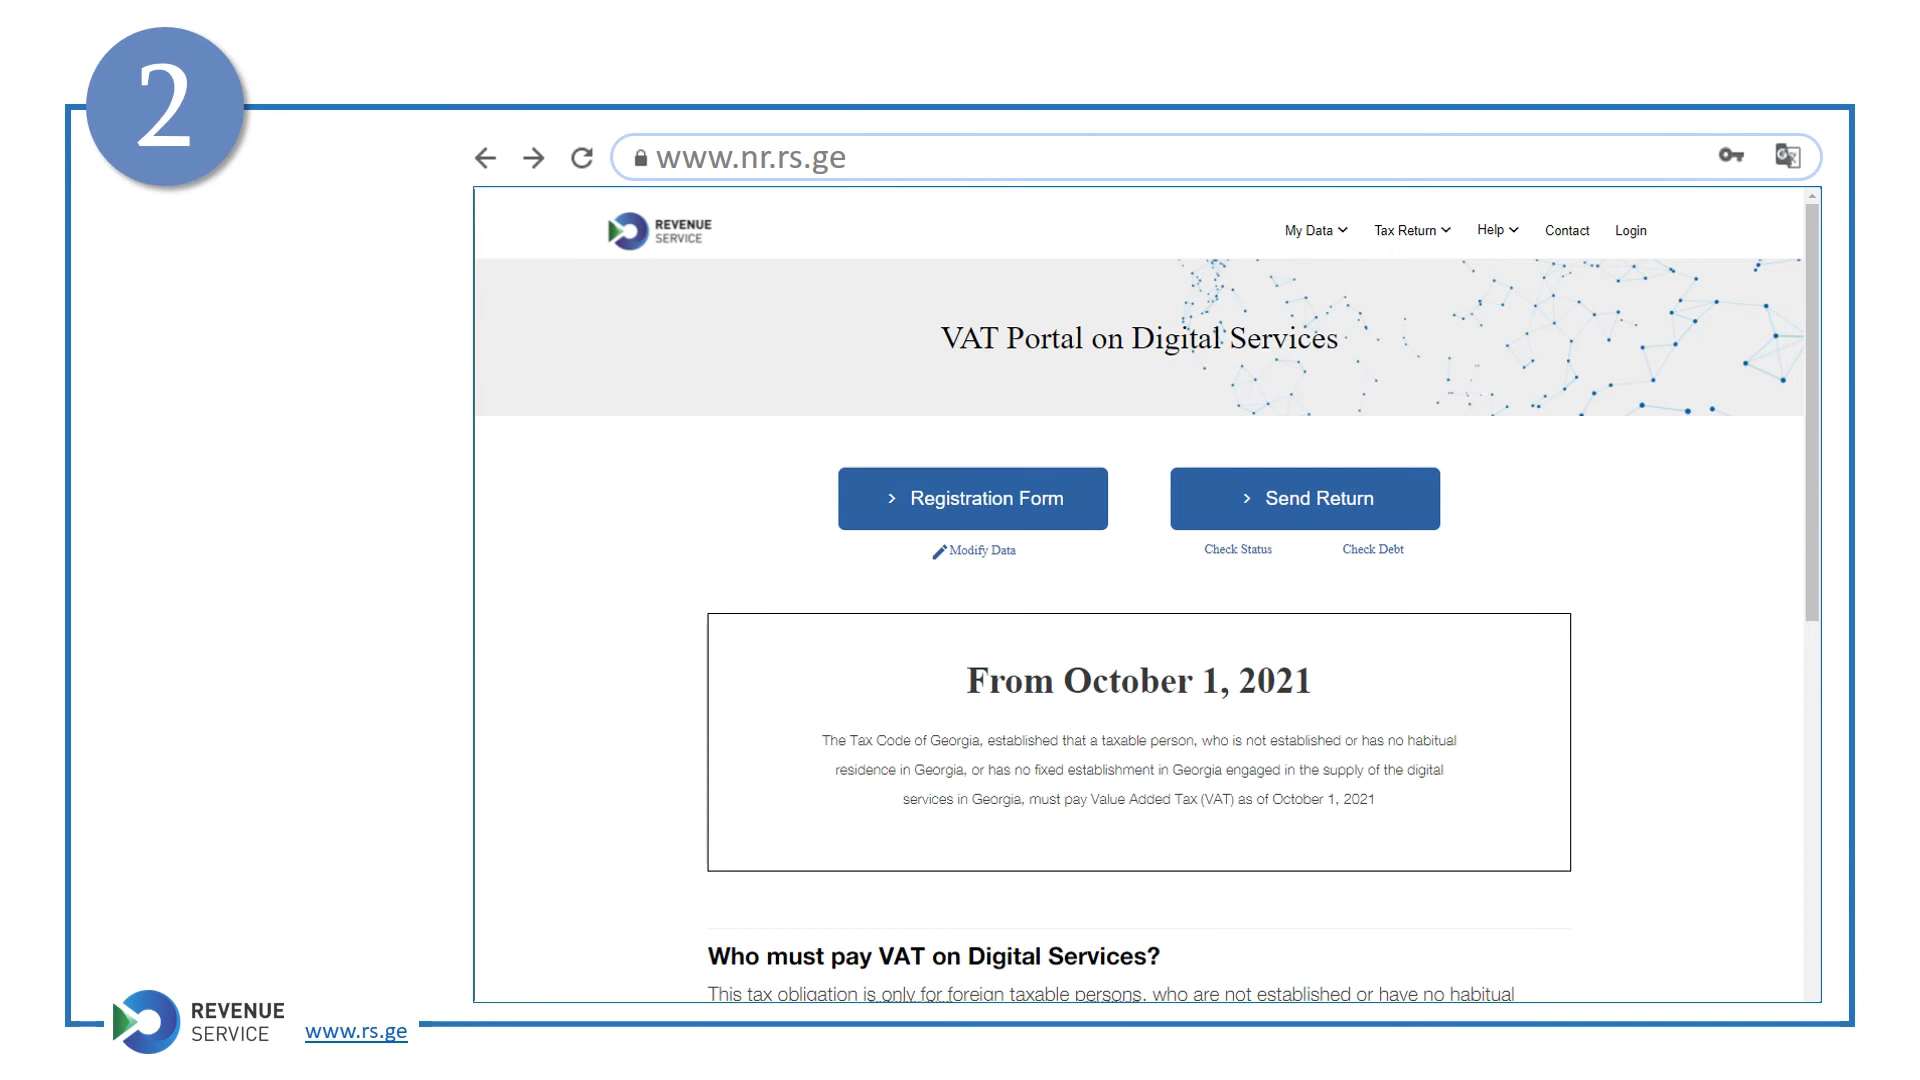 2
www.nr.rs.ge
REVENUE
SERVICE
My Data Tax Return Help Contact Login
VAT Portal on Digital Services
> Registration Form
> Send Return
Modify Data
Check Status Check Debt
From October 1, 2021
The Tax Code of Georgia, established that a taxable person, who is not established or has no habitual
residence in Georgia, or has no fixed establishment in Georgia engaged in the supply of the digital
services in Georgia, must pay Value Added Tax (VAT) as of October 1, 2021
Who must pay VAT on Digital Services?
This tax obligation is only for foreign taxable persons, who are not established or have no habitual
REVENUE
SERVICE
www.rs.ge